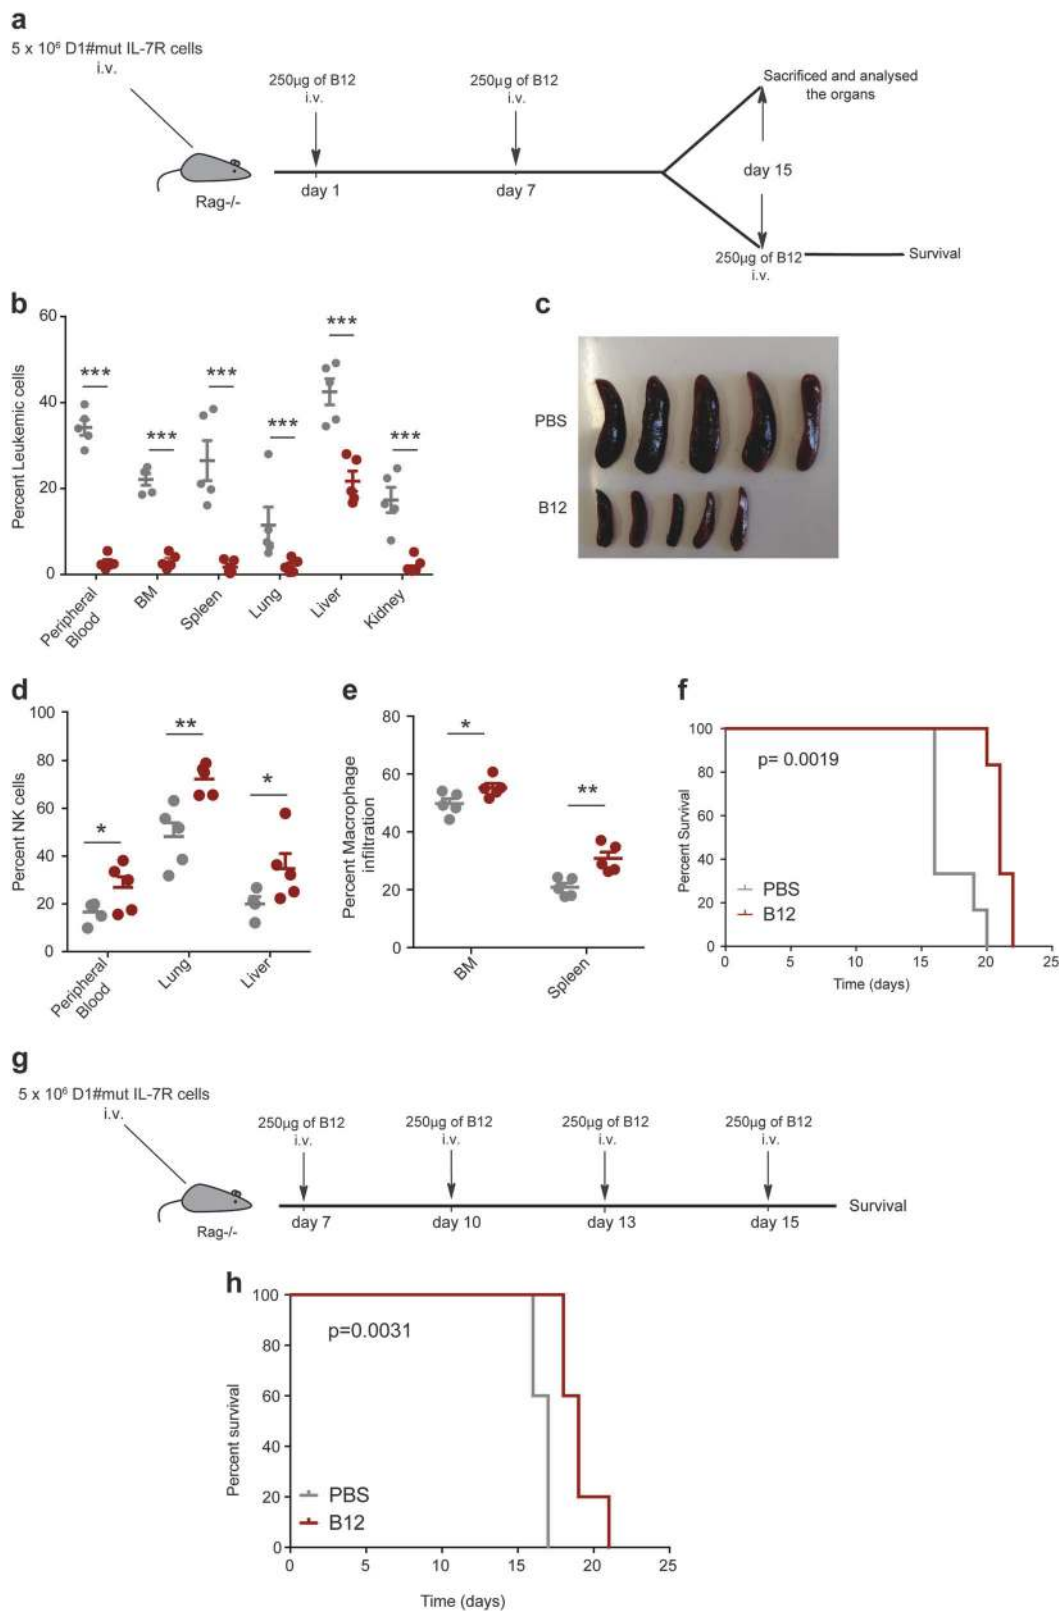 a
5 x 10⁶ D1#mut IL-7R cells
i.v.
250µg of B12
i.v.
250µg of B12
i.v.
Sacrificed and analysed
the organs
Rag-/-
day 1
day 7
day 15
250µg of B12
i.v.
Survival
b
Percent Leukemic cells
60
40
20
0
***
***
***
***
***
***
Peripheral
Blood
BM
Spleen
Lung
Liver
Kidney
c
PBS
B12
d
Percent NK cells
100
80
60
40
20
0
*
**
*
Peripheral
Blood
Lung
Liver
e
Percent Macrophage
infiltration
80
60
40
20
0
*
**
BM
Spleen
f
Percent Survival
100
80
60
40
20
0
p= 0.0019
PBS
B12
0 5 10 15 20 25
Time (days)
g
5 x 10⁶ D1#mut IL-7R cells
i.v.
250µg of B12
i.v.
250µg of B12
i.v.
250µg of B12
i.v.
250µg of B12
i.v.
Rag-/-
day 7
day 10
day 13
day 15
Survival
h
Percent survival
100
80
60
40
20
0
p=0.0031
PBS
B12
0 5 10 15 20 25
Time (days)